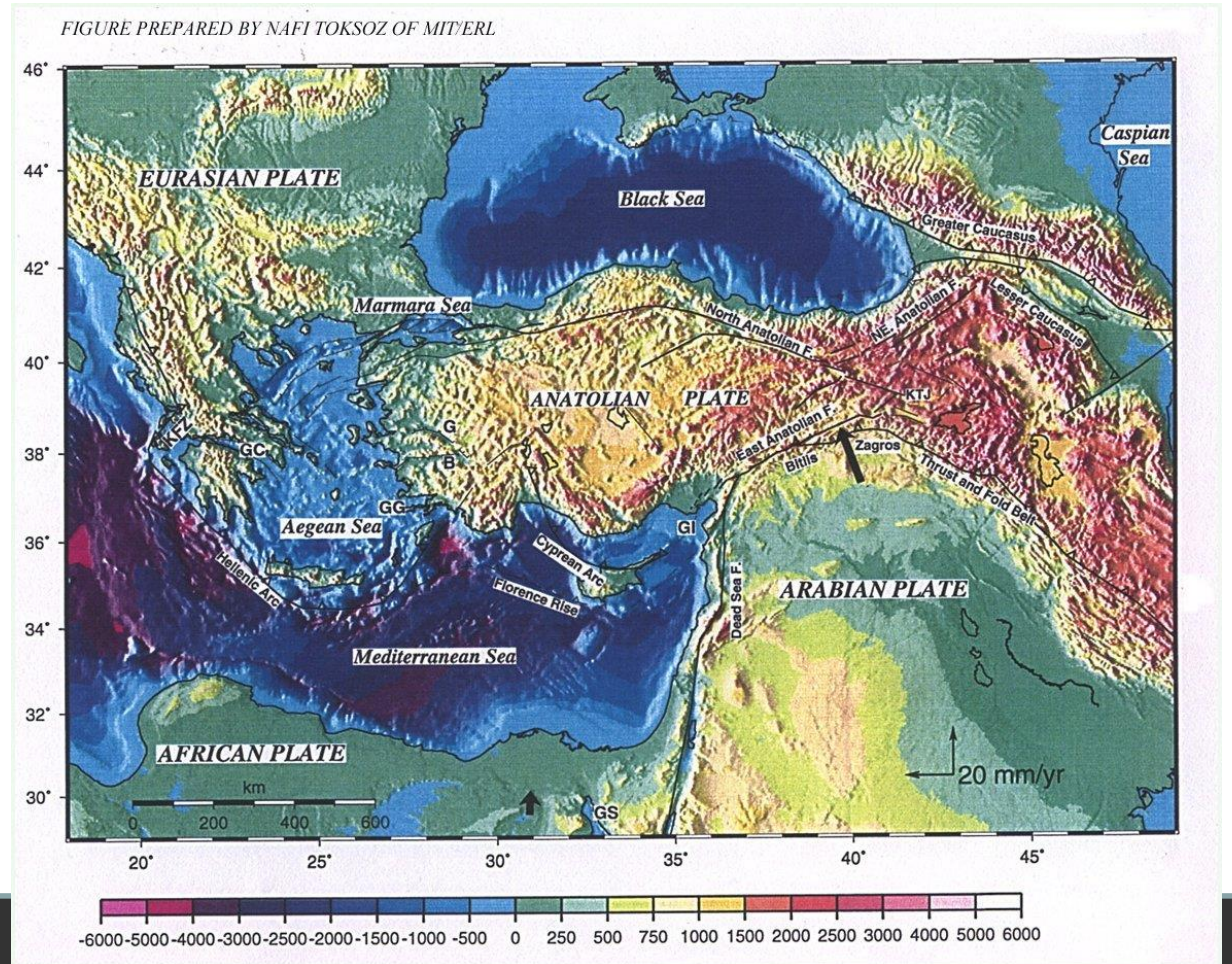 FIGURE PREPARED BY NAFI TOKSOZ OF MIT/ERL
46°
44°
42°
40°
38°
36°
34°
32°
30°
Caspian
Sea
EURASIAN PLATE
Black Sea
Greater Caucasus
Marmara Sea
North Anatolian F.
NE. Anatolian F.
Lesser Caucasus
ANATOLIAN PLATE
KTJ
KFZ
GC
G
B
East Anatolian F.
Bitlis
Zagros
Thrust and Fold Belt
GG
Aegean Sea
GI
Cyprean Arc
Hellenic Arc
Florence Rise
Dead Sea F.
ARABIAN PLATE
Mediterranean Sea
AFRICAN PLATE
20 mm/yr
km
0 200 400 600
GS
20° 25° 30° 35° 40° 45°
-6000 -5000 -4000 -3000 -2500 -2000 -1500 -1000 -500 0 250 500 750 1000 1500 2000 2500 3000 4000 5000 6000